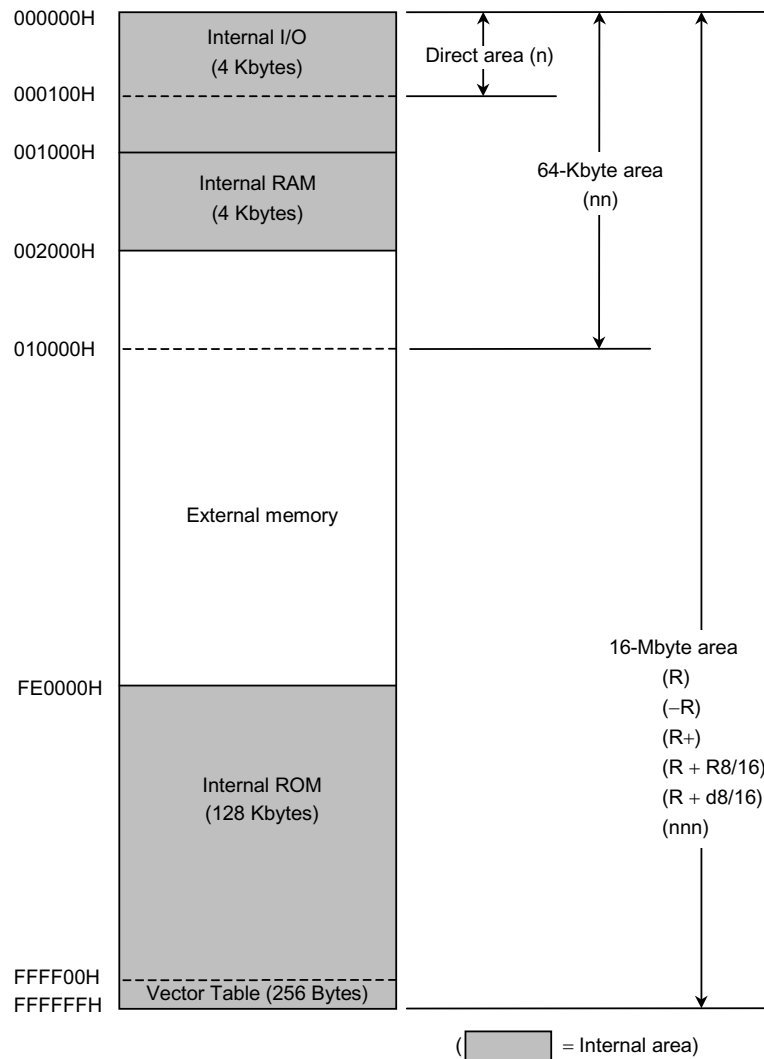 000000H
Internal I/O
(4 Kbytes)
Direct area (n)
000100H
001000H
Internal RAM
(4 Kbytes)
64-Kbyte area
(nn)
002000H
010000H
External memory
16-Mbyte area
(R)
(−R)
(R+)
(R + R8/16)
(R + d8/16)
(nnn)
FE0000H
Internal ROM
(128 Kbytes)
FFFF00H
Vector Table (256 Bytes)
FFFFFFH
( = Internal area)